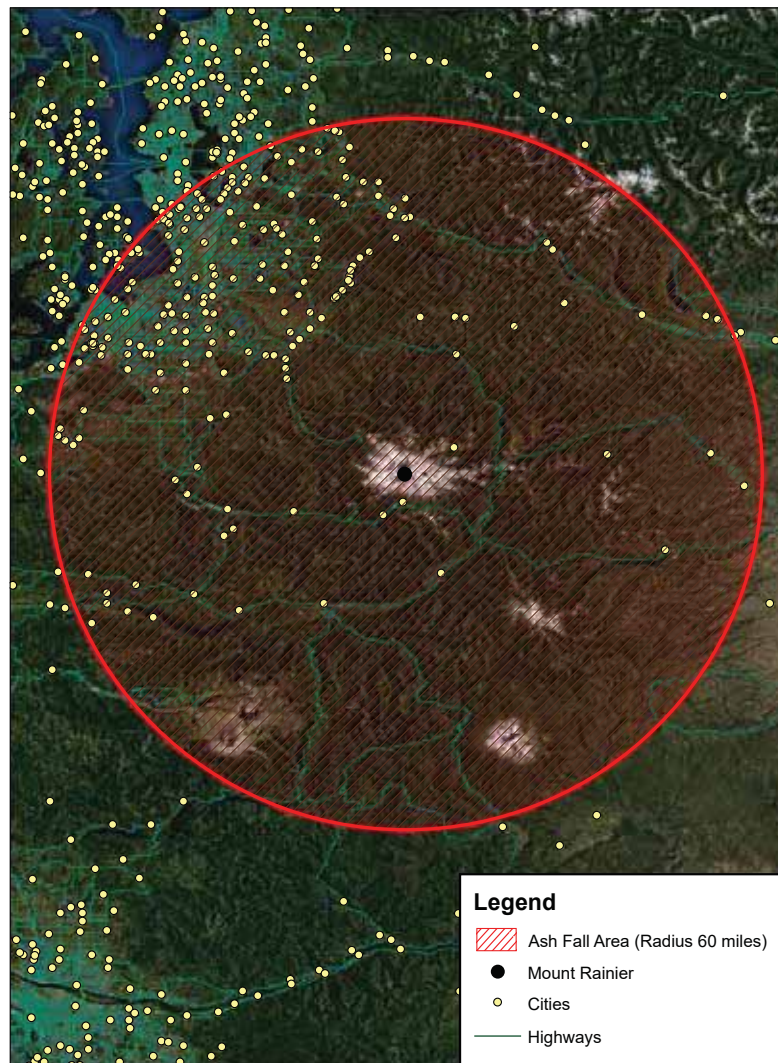 Legend
Ash Fall Area (Radius 60 miles)
Mount Rainier
Cities
Highways